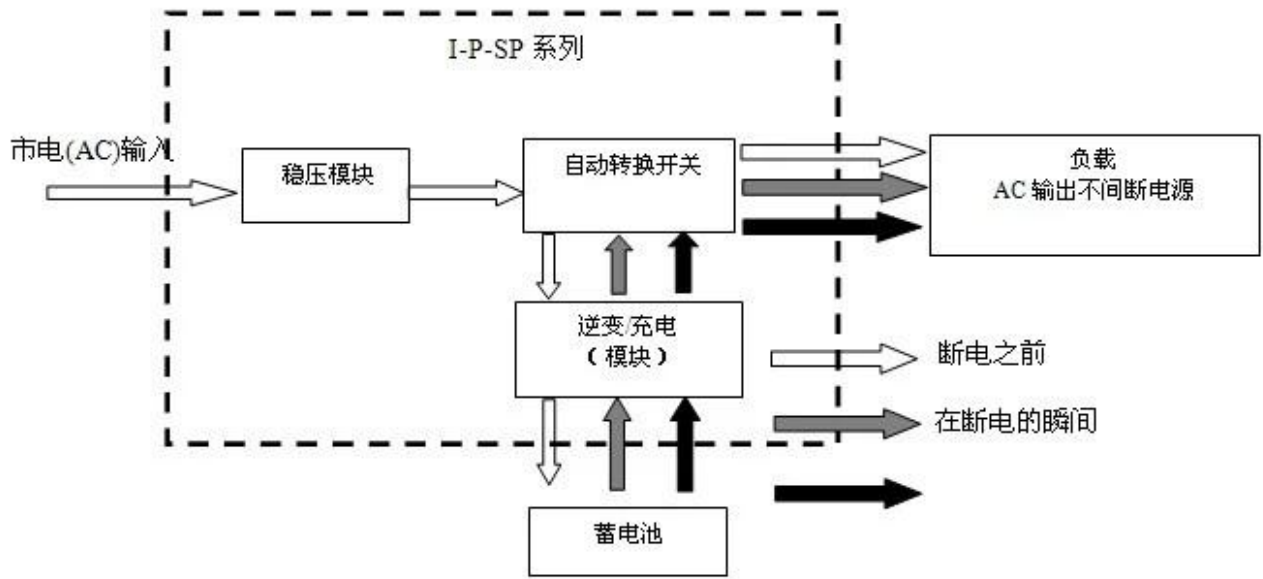 I-P-SP 系列
市电(AC)输入
稳压模块
自动转换开关
负载
AC 输出不间断电源
逆变/充电
（模块）
断电之前
在断电的瞬间
蓄电池